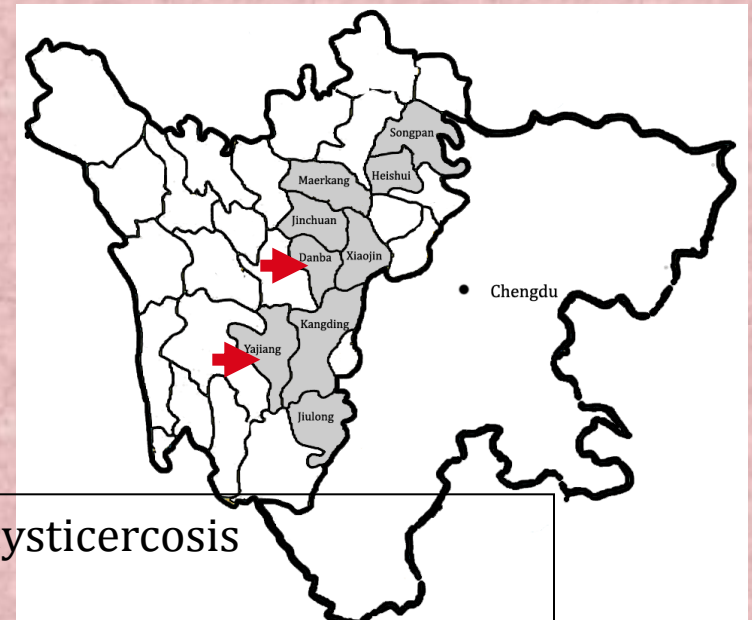 Songpan
Heishui
Maerkang
Jinchuan
Danba
Xiaojin
Chengdu
Kangding
Yajiang
Jiulong
ysticercosis